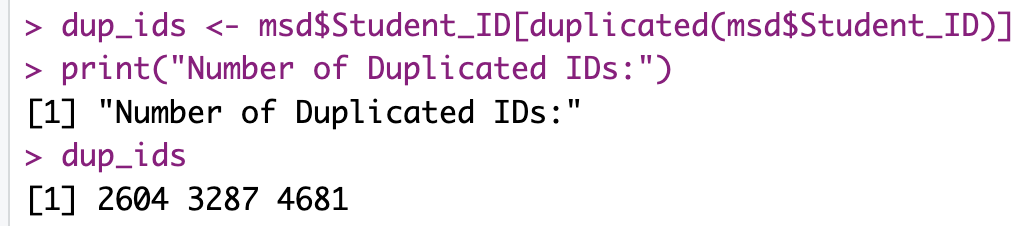 > dup_ids <- msd$Student_ID[duplicated(msd$Student_ID)]
> print("Number of Duplicated IDs:")
[1] "Number of Duplicated IDs:"
> dup_ids
[1] 2604 3287 4681